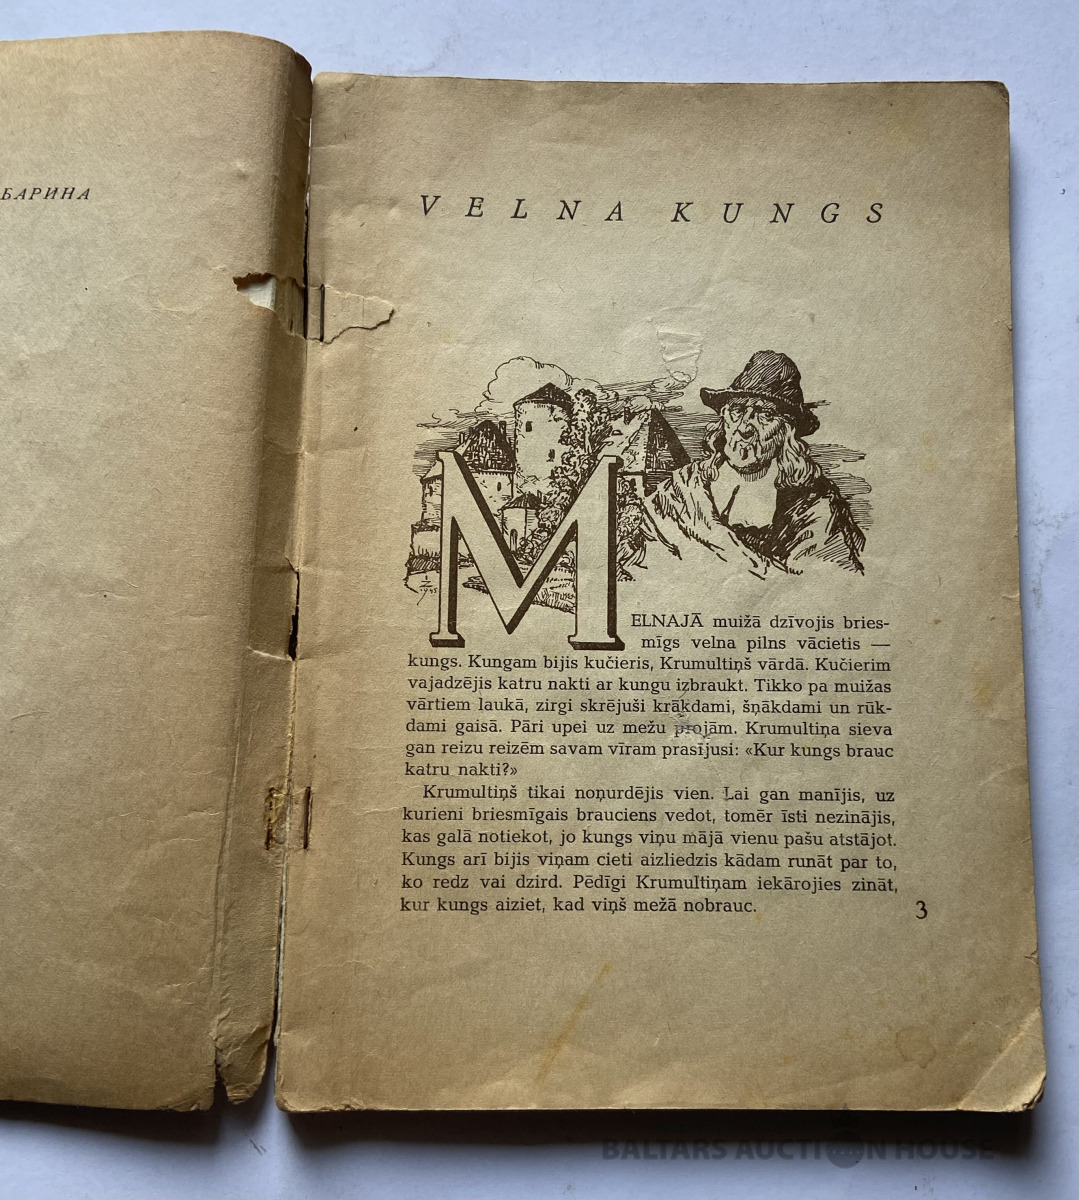 БАРИНА
VELNA KUNGS
MELNAJĀ muižā dzīvojis bries-
mīgs velna pilns vācietis —
kungs. Kungam bijis kučieris, Krumultiņš vārdā. Kučierim
vajadzējis katru nakti ar kungu izbraukt. Tikko pa muižas
vārtiem laukā, zirgi skrējuši krākdami, šņākdami un rūk-
dami gaisā. Pāri upei uz mežu projām. Krumultiņa sieva
gan reizu reizēm savam vīram prasījusi: «Kur kungs brauc
katru nakti?»
Krumultiņš tikai noņurdējis vien. Lai gan manījis, uz
kurieni briesmīgais brauciens vedot, tomēr īsti nezinājis,
kas galā notiekot, jo kungs viņu mājā vienu pašu atstājot.
Kungs arī bijis viņam cieti aizliedzis kādam runāt par to,
ko redz vai dzird. Pēdīgi Krumultiņam iekārojies zināt,
kur kungs aiziet, kad viņš mežā nobrauc.
3
BALTARS AUCTION HOUSE